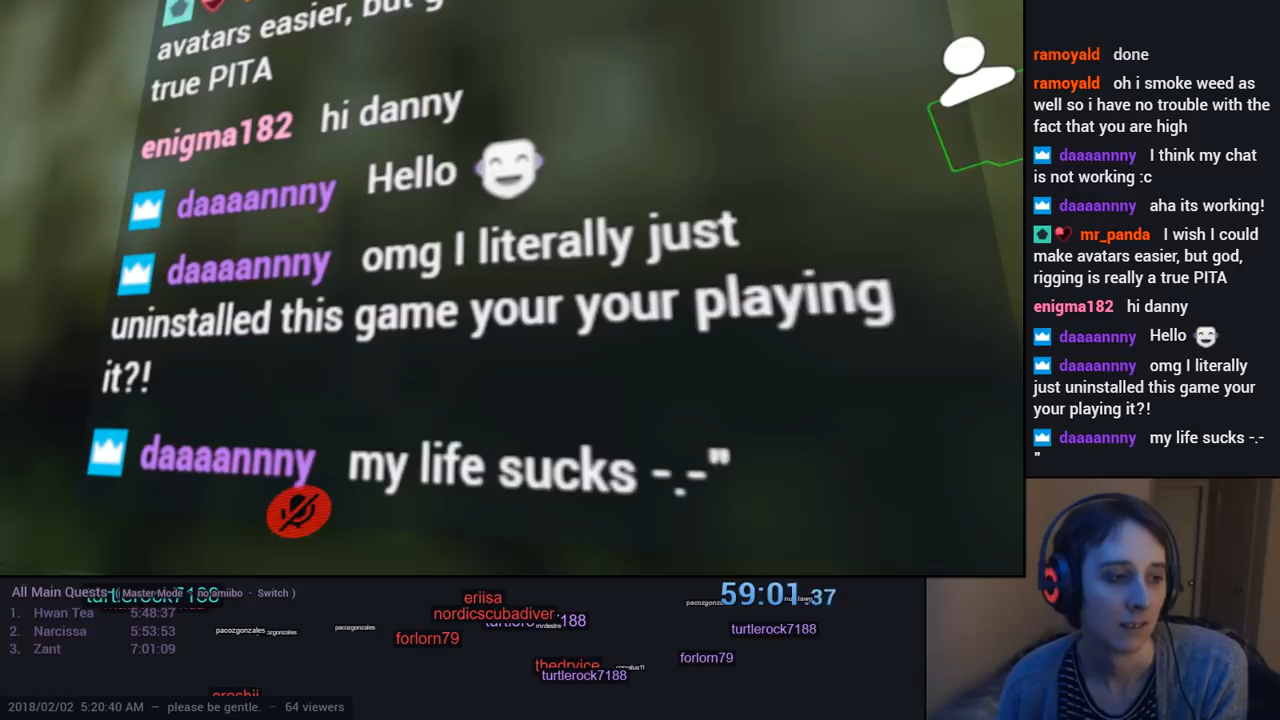 avatars easier, but g
true PITA
enigma182 hi danny
daaaannny Hello
daaaannny omg I literally just
uninstalled this game your your playing
it?!
daaaannny my life sucks -.-"
ramoyald done
ramoyald oh i smoke weed as
well so i have no trouble with the
fact that you are high
daaaannny I think my chat
is not working :c
daaaannny aha its working!
mr_panda I wish I could
make avatars easier, but god,
rigging is really a true PITA
enigma182 hi danny
daaaannny Hello
daaaannny omg I literally
just uninstalled this game your
your playing it?!
daaaannny my life sucks -.-
"
All Main Quests ( Master Mode - no amiibo - Switch )
turtlerock7188
1. Hwan Tea 5:48:37
2. Narcissa 5:53:53
3. Zant 7:01:09
pacozgonzales
pacozgonzales
eriisa
nordicscubadiver
188
forlorn79
thedrvice
turtlerock7188
59:01.37
turtlerock7188
forlorn79
2018/02/02 5:20:40 AM — please be gentle. — 64 viewers